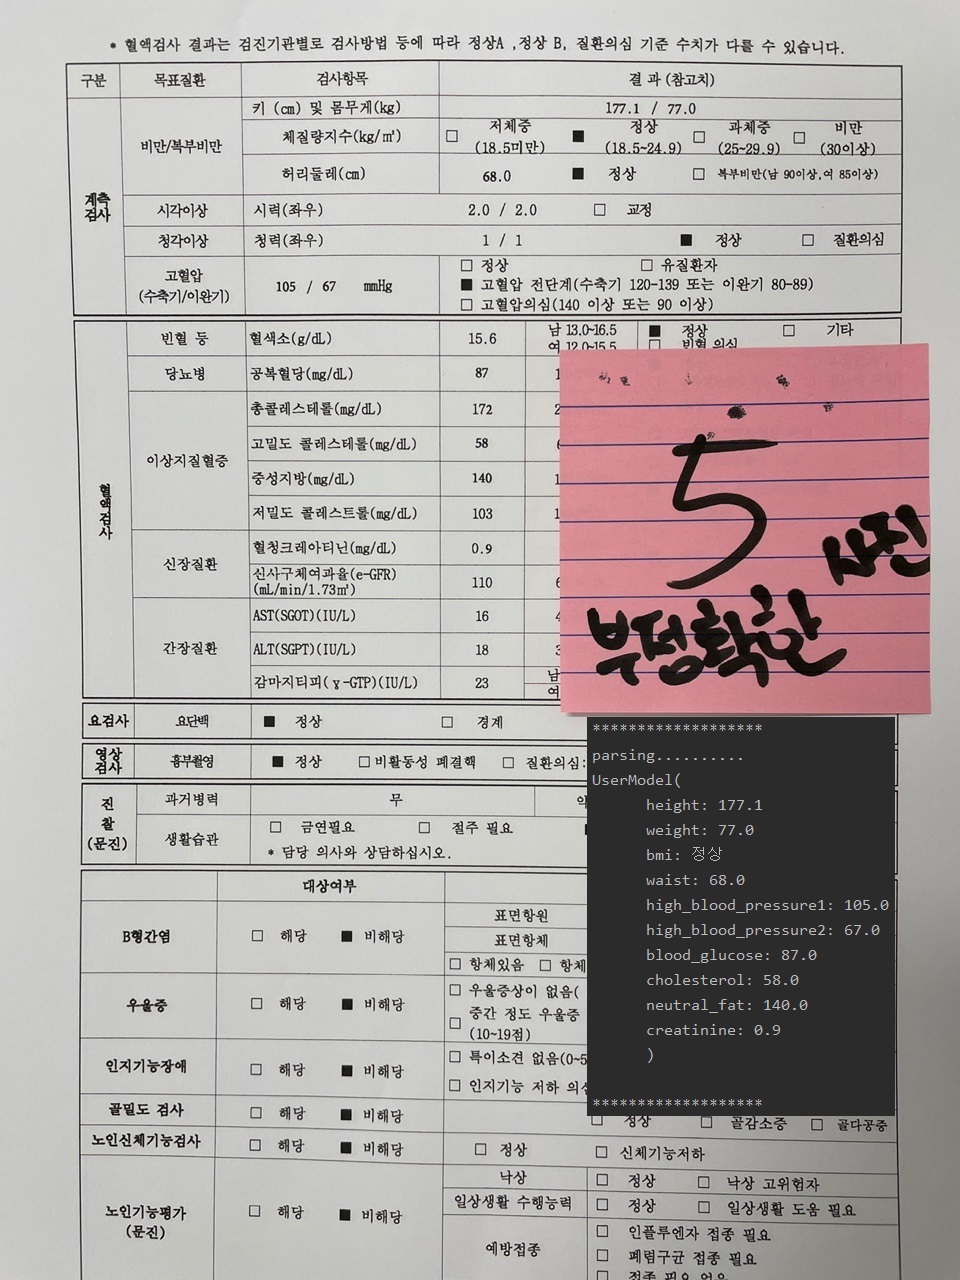 * 혈액검사 결과는 검진기관별로 검사방법 등에 따라 정상A ,정상 B, 질환의심 기준 수치가 다를 수 있습니다.
구분 목표질환 검사항목 결 과 (참고치)
계측검사
비만/복부비만
키 (cm) 및 몸무게(kg) 177.1 / 77.0
체질량지수(kg/㎡) □ 저체중 (18.5미만) ■ 정상 (18.5~24.9) □ 과체중 (25~29.9) □ 비만 (30이상)
허리둘레(cm) 68.0 ■ 정상 □ 복부비만(남 90이상,여 85이상)
시각이상 시력(좌우) 2.0 / 2.0 □ 교정
청각이상 청력(좌우) 1 / 1 ■ 정상 □ 질환의심
고혈압 (수축기/이완기) 105 / 67 mmHg
□ 정상 □ 유질환자
■ 고혈압 전단계(수축기 120-139 또는 이완기 80-89)
□ 고혈압의심(140 이상 또는 90 이상)
혈액검사
빈혈 등 혈색소(g/dL) 15.6 남 13.0~16.5 ■ 정상 □ 기타
여 12.0~15.5 □ 빈혈 의심
당뇨병 공복혈당(mg/dL) 87
이상지질혈증
총콜레스테롤(mg/dL) 172
고밀도 콜레스테롤(mg/dL) 58
중성지방(mg/dL) 140
저밀도 콜레스트롤(mg/dL) 103
신장질환
혈청크레아티닌(mg/dL) 0.9
신사구체여과율(e-GFR) (mL/min/1.73㎡) 110
간장질환
AST(SGOT)(IU/L) 16
ALT(SGPT)(IU/L) 18
감마지티피(γ-GTP)(IU/L) 23 남
여
5
부정확한 사진
요검사 요단백 ■ 정상 □ 경계
영상검사 흉부촬영 ■ 정상 □ 비활동성 폐결핵 □ 질환의심:
진찰(문진)
과거병력 무 약
생활습관 □ 금연필요 □ 절주 필요
* 담당 의사와 상담하십시오.
*******************
parsing..........
UserModel(
height: 177.1
weight: 77.0
bmi: 정상
waist: 68.0
high_blood_pressure1: 105.0
high_blood_pressure2: 67.0
blood_glucose: 87.0
cholesterol: 58.0
neutral_fat: 140.0
creatinine: 0.9
)
*******************
대상여부
B형간염 □ 해당 ■ 비해당
표면항원
표면항체
□ 항체있음 □ 항체
우울증 □ 해당 ■ 비해당
□ 우울증상이 없음(
□ 중간 정도 우울증
(10~19점)
인지기능장애 □ 해당 ■ 비해당
□ 특이소견 없음(0~5
□ 인지기능 저하 의심
골밀도 검사 □ 해당 ■ 비해당 □ 정상 □ 골감소증 □ 골다공증
노인신체기능검사 □ 해당 ■ 비해당 □ 정상 □ 신체기능저하
노인기능평가 (문진) □ 해당 ■ 비해당
낙상 □ 정상 □ 낙상 고위험자
일상생활 수행능력 □ 정상 □ 일상생활 도움 필요
예방접종 □ 인플루엔자 접종 필요
□ 폐렴구균 접종 필요
□ 접종 필요 없음